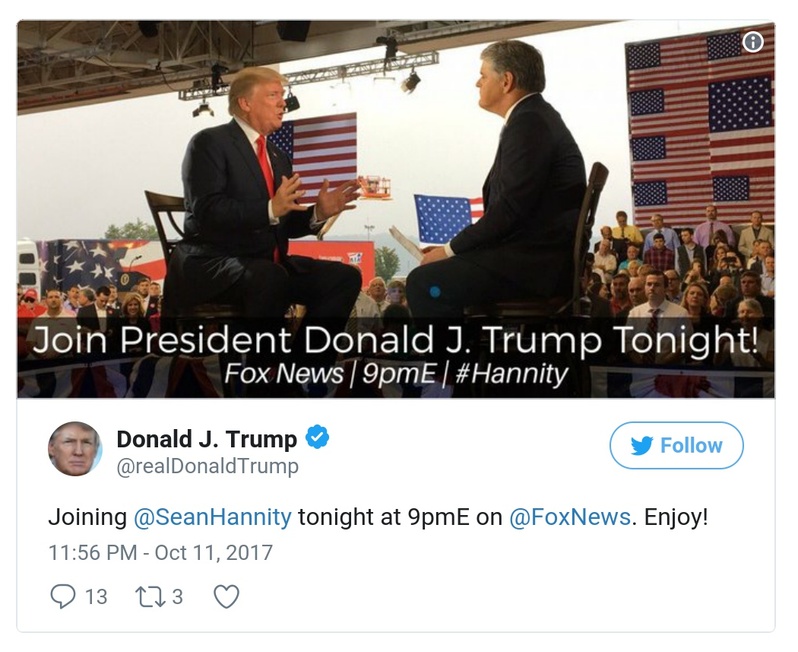 Join President Donald J. Trump Tonight!
Fox News | 9pmE | #Hannity
Donald J. Trump
@realDonaldTrump
Follow
Joining @SeanHannity tonight at 9pmE on @FoxNews. Enjoy!
11:56 PM - Oct 11, 2017
13
3